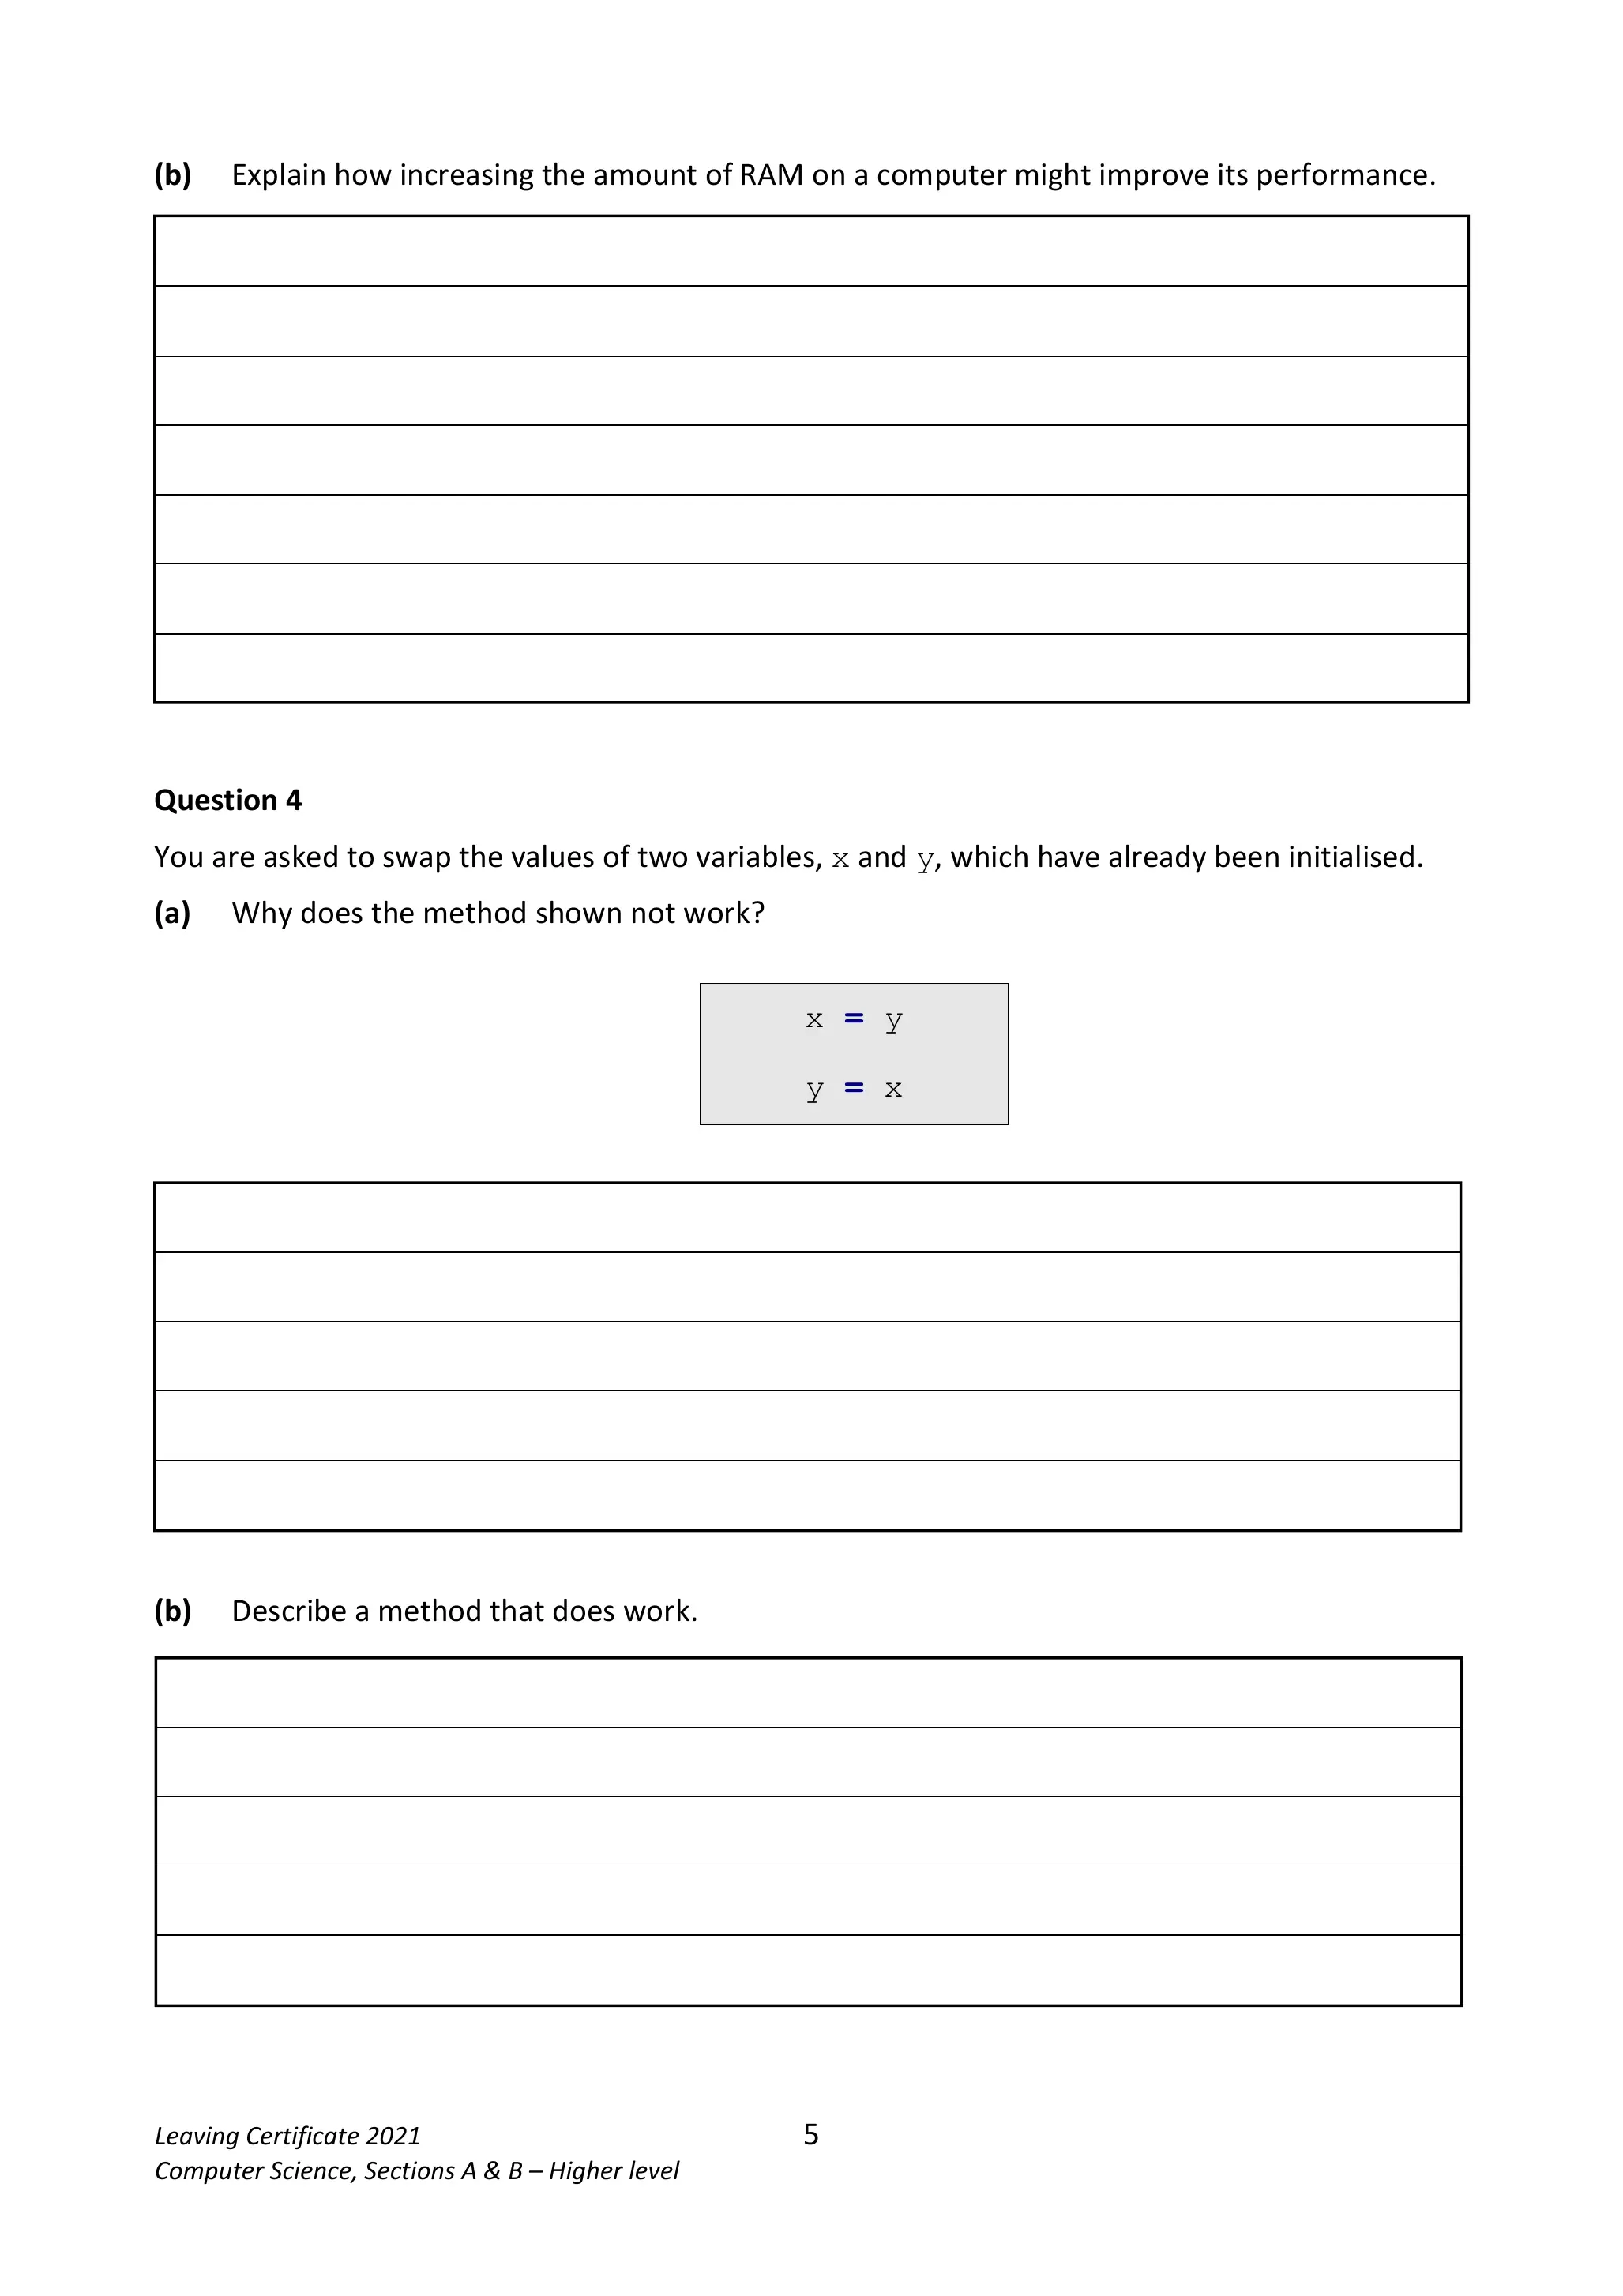 (b) Explain how increasing the amount of RAM on a computer might improve its performance.
Question 4
You are asked to swap the values of two variables, x and y, which have already been initialised.
(a) Why does the method shown not work?
x = y
y = x
(b) Describe a method that does work.
Leaving Certificate 2021 5
Computer Science, Sections A & B – Higher level